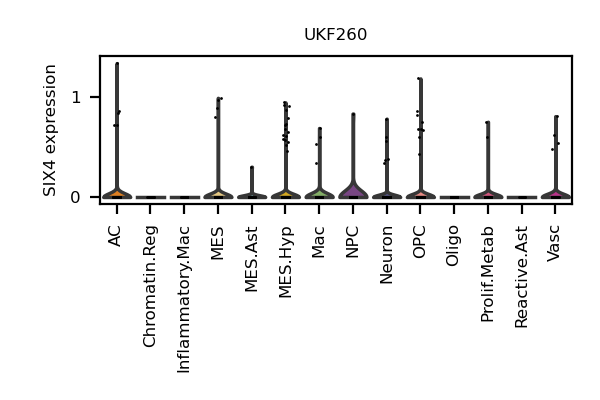 UKF260
SIX4 expression
1
0
AC
Chromatin.Reg
Inflammatory.Mac
MES
MES.Ast
MES.Hyp
Mac
NPC
Neuron
OPC
Oligo
Prolif.Metab
Reactive.Ast
Vasc